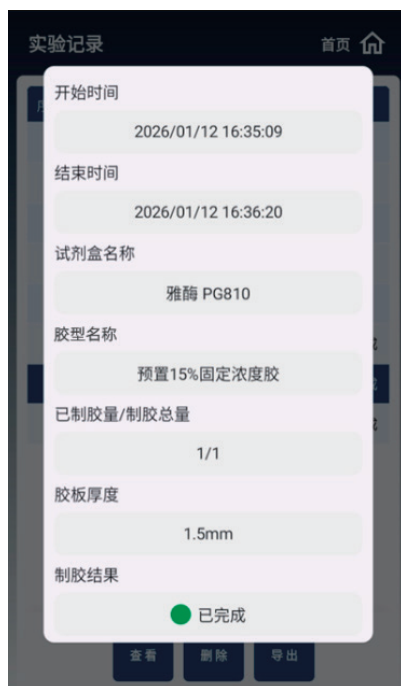 实验记录
首页
开始时间
2026/01/12 16:35:09
结束时间
2026/01/12 16:36:20
试剂盒名称
雅酶 PG810
胶型名称
预置15%固定浓度胶
已制胶量/制胶总量
1/1
胶板厚度
1.5mm
制胶结果
已完成
查看 删除 导出